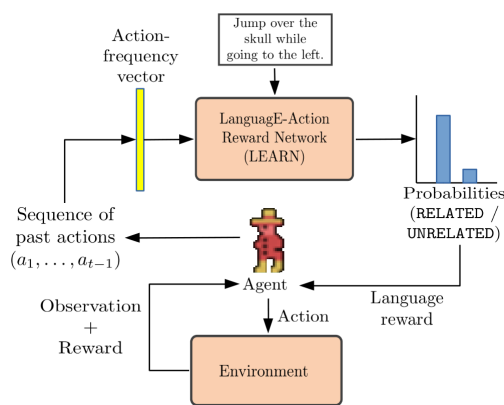 Action-
frequency
vector
Jump over the
skull while
going to the left.
LanguagE-Action
Reward Network
(LEARN)
Probabilities
(RELATED /
UNRELATED)
Sequence of
past actions
(a₁, . . . , aₜ₋₁)
Agent
Language
reward
Observation
+
Reward
Action
Environment